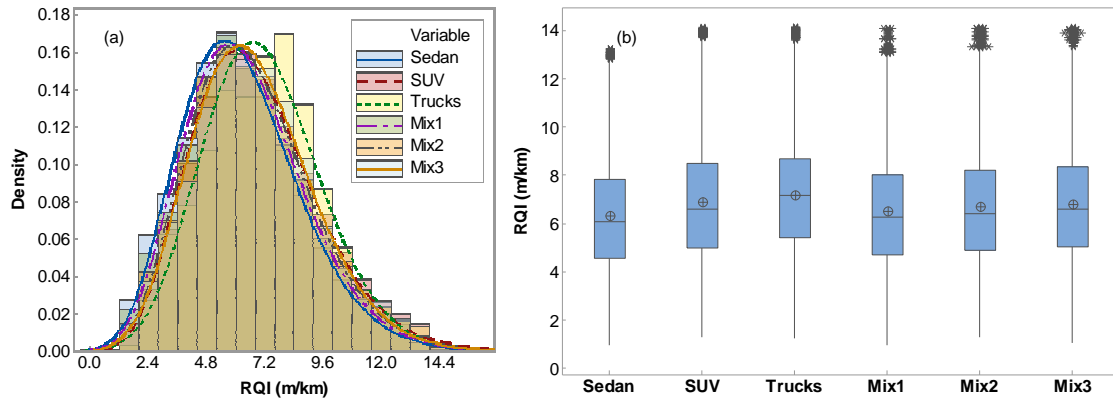 (a)
Density
0.18
0.16
0.14
0.12
0.10
0.08
0.06
0.04
0.02
0.00
0.0 2.4 4.8 7.2 9.6 12.0 14.4
RQI (m/km)
Variable
Sedan
SUV
Trucks
Mix1
Mix2
Mix3
(b)
RQI (m/km)
14
12
10
8
6
4
2
0
Sedan SUV Trucks Mix1 Mix2 Mix3